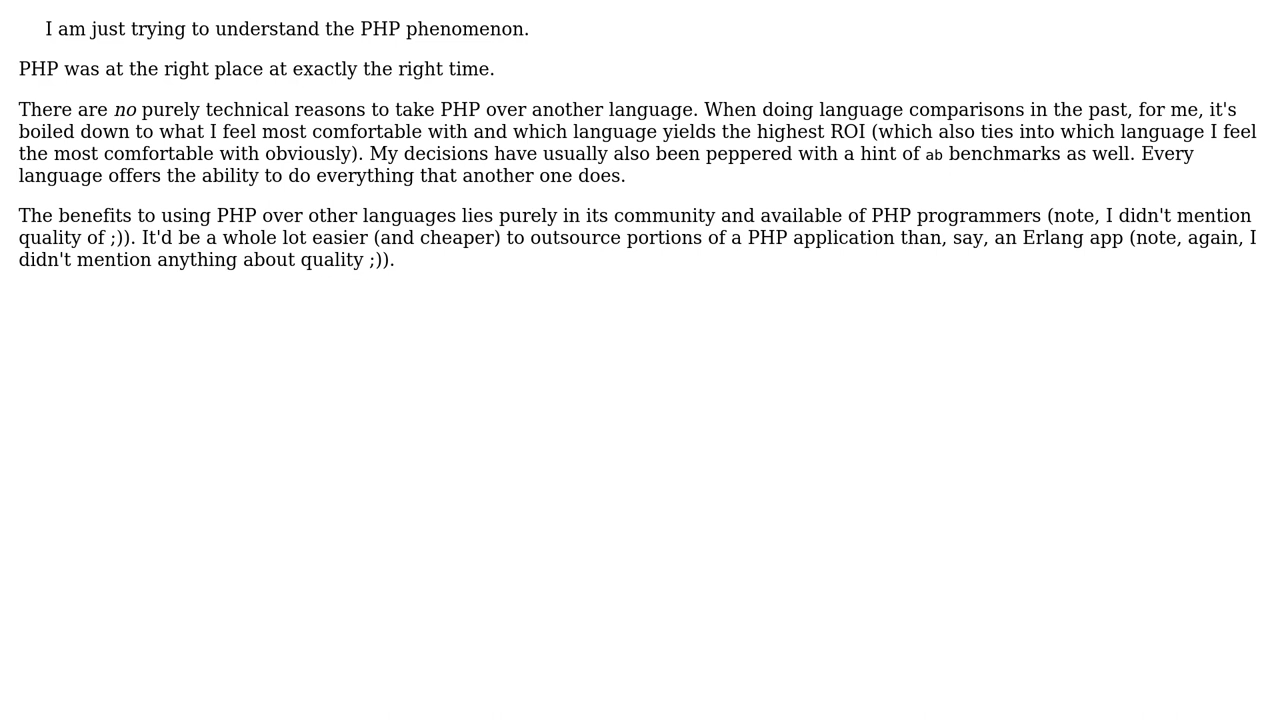 I am just trying to understand the PHP phenomenon.
PHP was at the right place at exactly the right time.
There are no purely technical reasons to take PHP over another language. When doing language comparisons in the past, for me, it's
boiled down to what I feel most comfortable with and which language yields the highest ROI (which also ties into which language I feel
the most comfortable with obviously). My decisions have usually also been peppered with a hint of ab benchmarks as well. Every
language offers the ability to do everything that another one does.
The benefits to using PHP over other languages lies purely in its community and available of PHP programmers (note, I didn't mention
quality of ;)). It'd be a whole lot easier (and cheaper) to outsource portions of a PHP application than, say, an Erlang app (note, again, I
didn't mention anything about quality ;)).